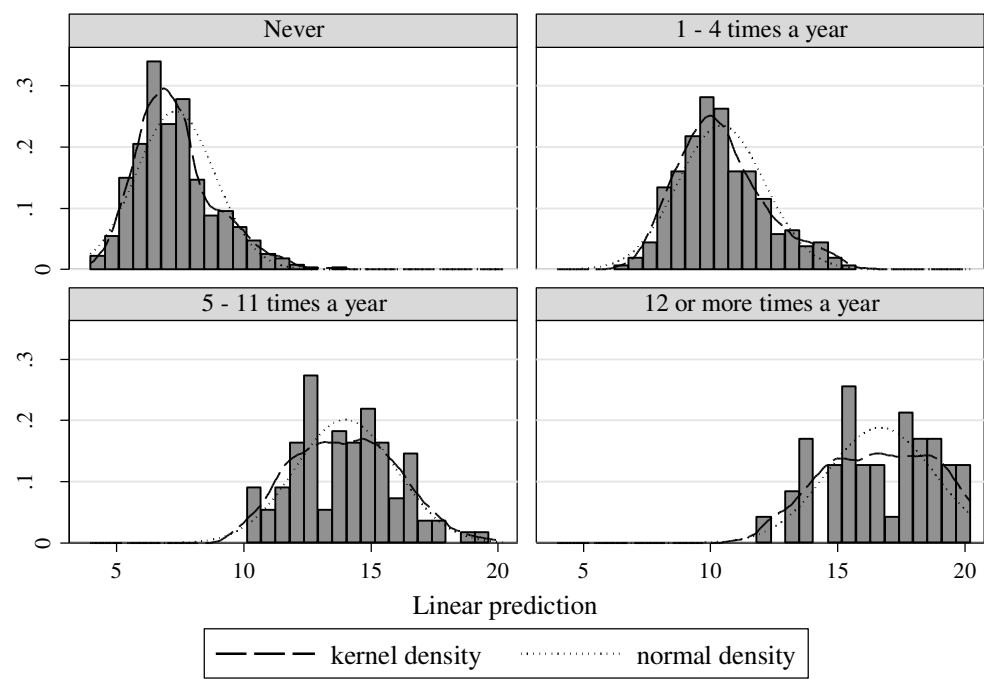 Never
1 - 4 times a year
.3
.2
.1
0
5 - 11 times a year
12 or more times a year
.3
.2
.1
0
5 10 15 20 5 10 15 20
Linear prediction
kernel density normal density